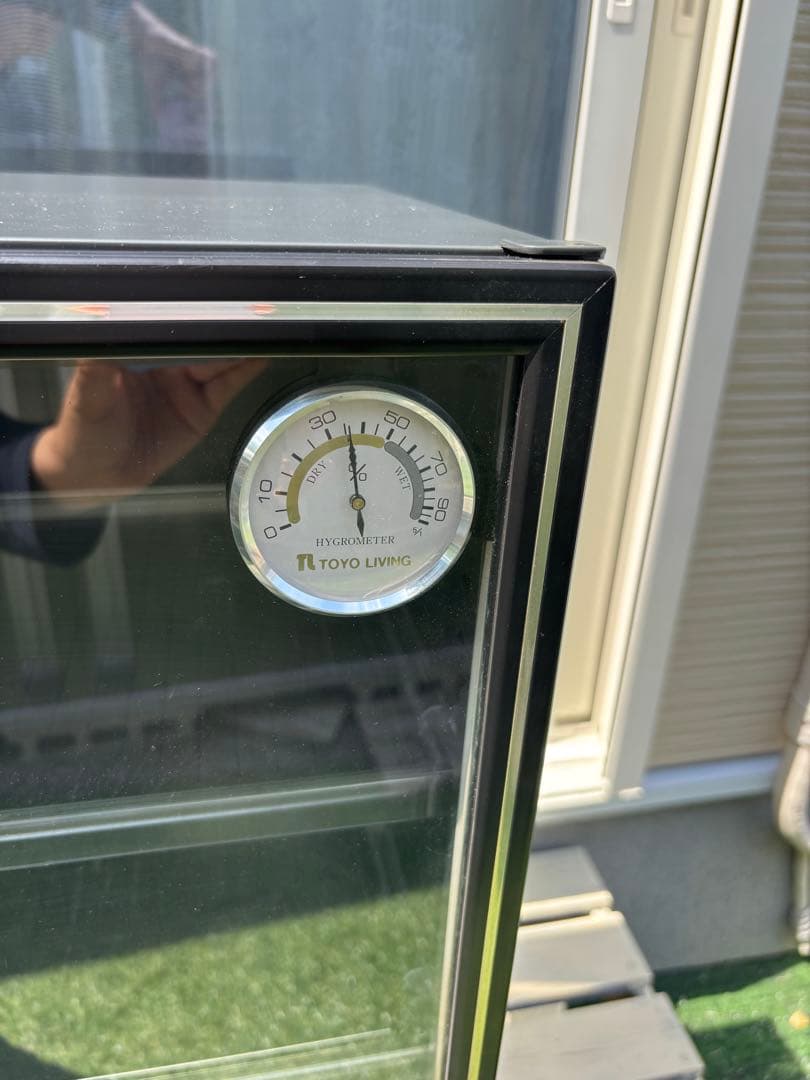 0 10 30 50 70 90
DRY
WET
%
HYGROMETER
TOYO LIVING